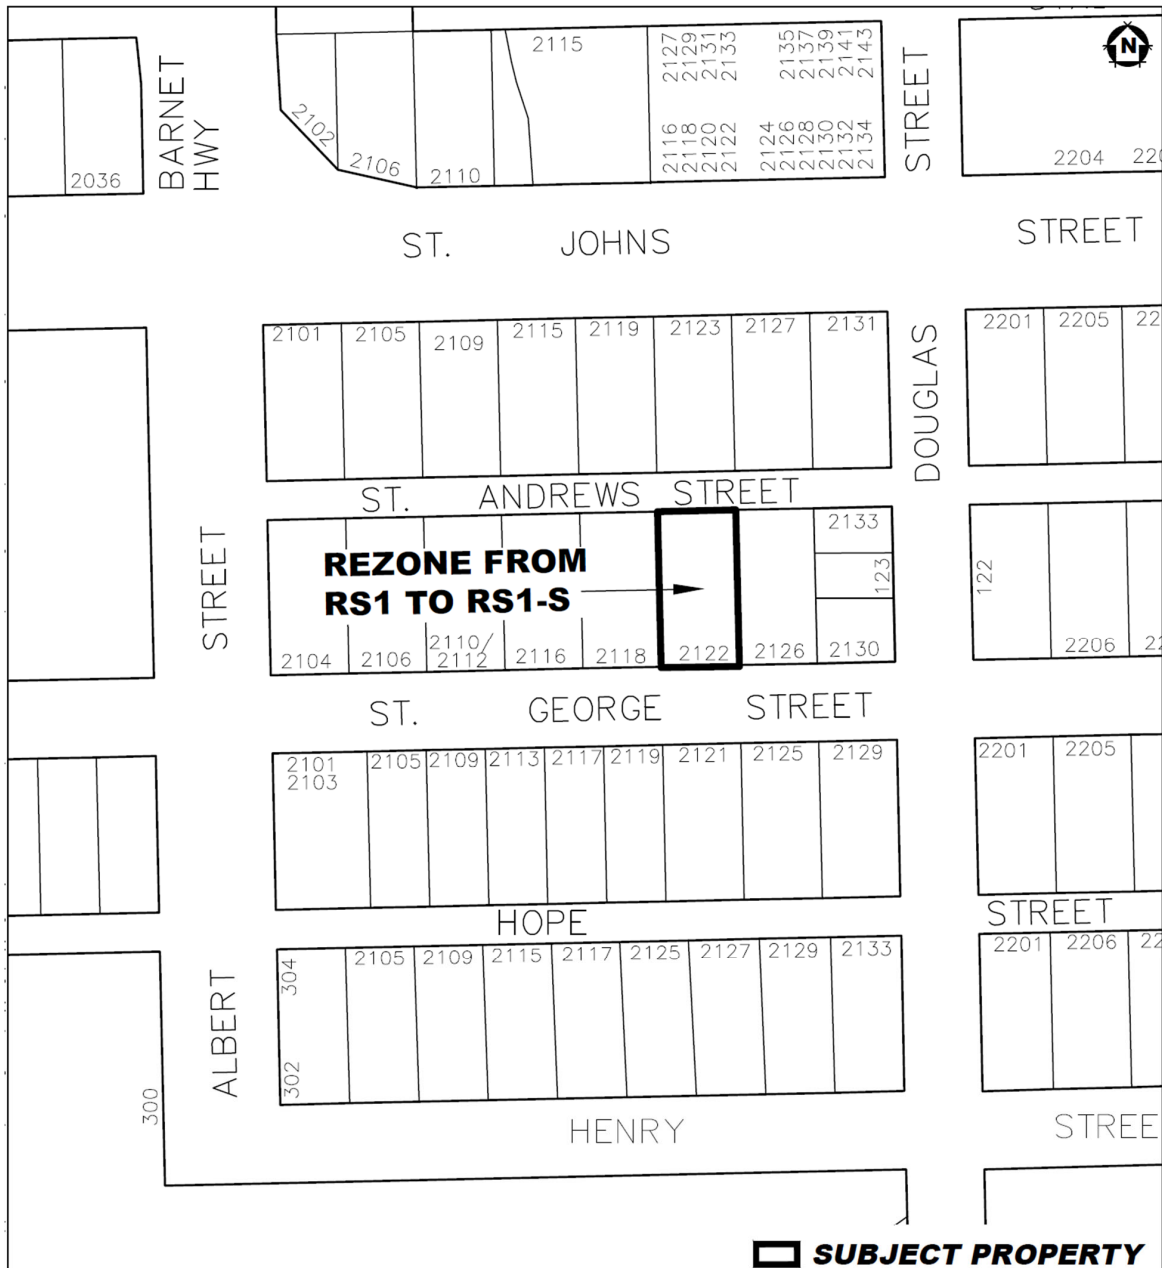 N
BARNET
HWY
2036
2102
2106
2110
2115
2127
2129
2131
2133
2135
2137
2139
2141
2143
2116
2118
2120
2122
2124
2126
2128
2130
2132
2134
STREET
2204
ST. JOHNS STREET
2101 2105 2109 2115 2119 2123 2127 2131
DOUGLAS
2201 2205
ST. ANDREWS STREET
STREET
REZONE FROM
RS1 TO RS1-S
2133
123
122
2104 2106 2110/
2112 2116 2118 2122 2126 2130
2206
ST. GEORGE STREET
2101
2103
2105 2109 2113 2117 2119 2121 2125 2129
2201 2205
HOPE STREET
ALBERT
304
302
2105 2109 2115 2117 2125 2127 2129 2133
2201 2206
300
HENRY STREE
SUBJECT PROPERTY